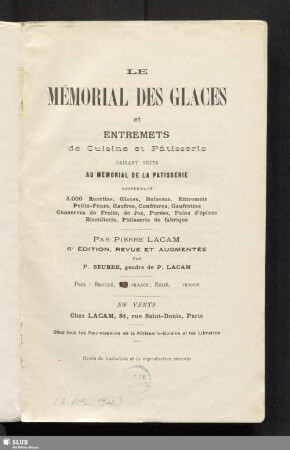 LE
MÉMORIAL DES GLACES
et
ENTREMETS
de Cuisine et Pâtisserie
FAISANT SUITE
AU MÉMORIAL DE LA PATISSERIE
CONTENANT
3,000 Recettes, Glaces, Boissons, Entremets
Petits-Fours, Gaufres, Confitures, Gaufrettes
Conserves de Fruits, de Jus, Purées, Pains d'épices
Biscuiterie, Pâtisserie de fabrique
PAR PIERRE LACAM
6e ÉDITION, REVUE ET AUGMENTÉE
PAR
P. SEURRE, gendre de P. LACAM
PRIX : BROCHÉ, FRANCS; RELIÉ, FRANCS
EN VENTE
Chez LACAM, 84, rue Saint-Denis, Paris
Chez tous les Fournisseurs de la Pâtisserie-Cuisine et les Libraires
Droits de traduction et de reproduction réservés
SLUB